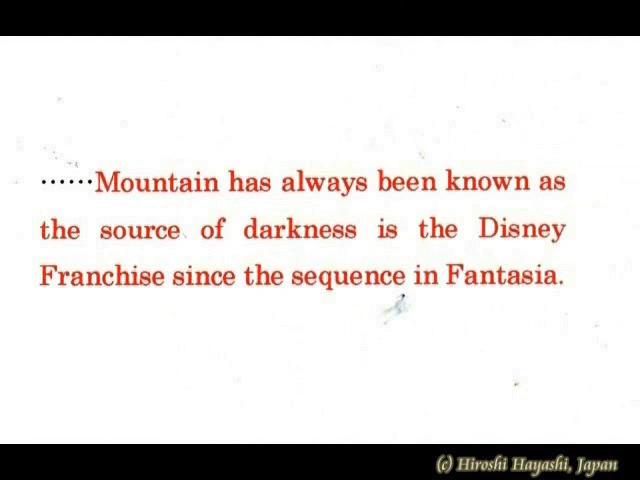 ······Mountain has always been known as
the source of darkness is the Disney
Franchise since the sequence in Fantasia.
(c) Hiroshi Hayashi, Japan